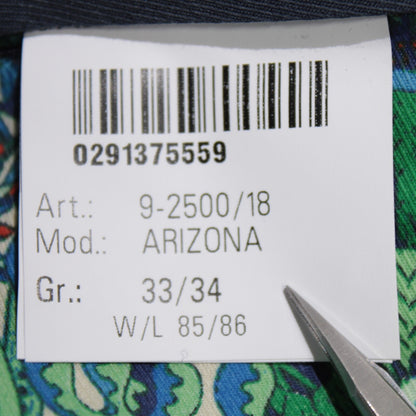 0291375559
Art.: 9-2500/18
Mod.: ARIZONA
Gr.: 33/34
W/L 85/86